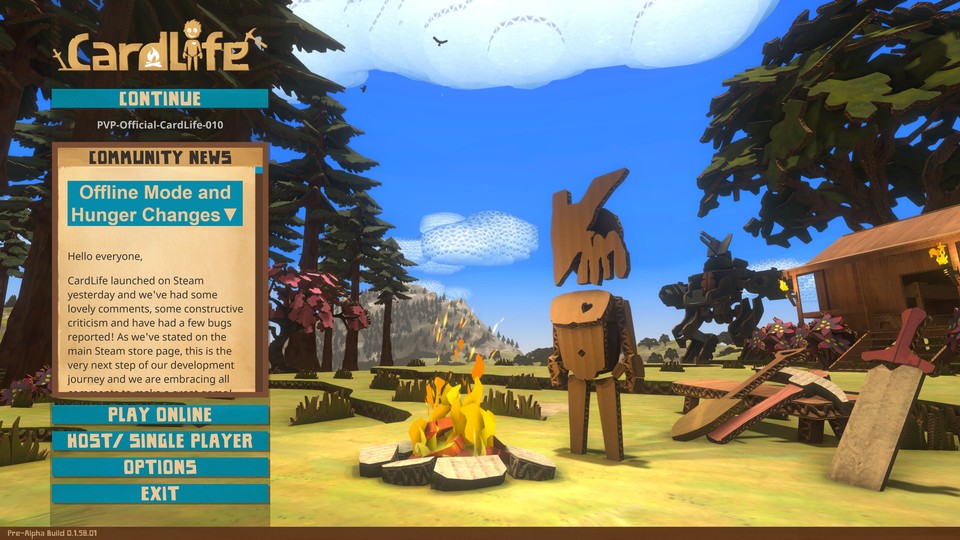 CardLife
CONTINUE
PVP-Official-CardLife-010
COMMUNITY NEWS
Offline Mode and
Hunger Changes▼
Hello everyone,
CardLife launched on Steam
yesterday and we've had some
lovely comments, some constructive
criticism and have had a few bugs
reported! As we've stated on the
main Steam store page, this is the
very next step of our development
journey and we are embracing all
PLAY ONLINE
HOST/ SINGLE PLAYER
OPTIONS
EXIT
Pre-Alpha Build 0.1.58.01